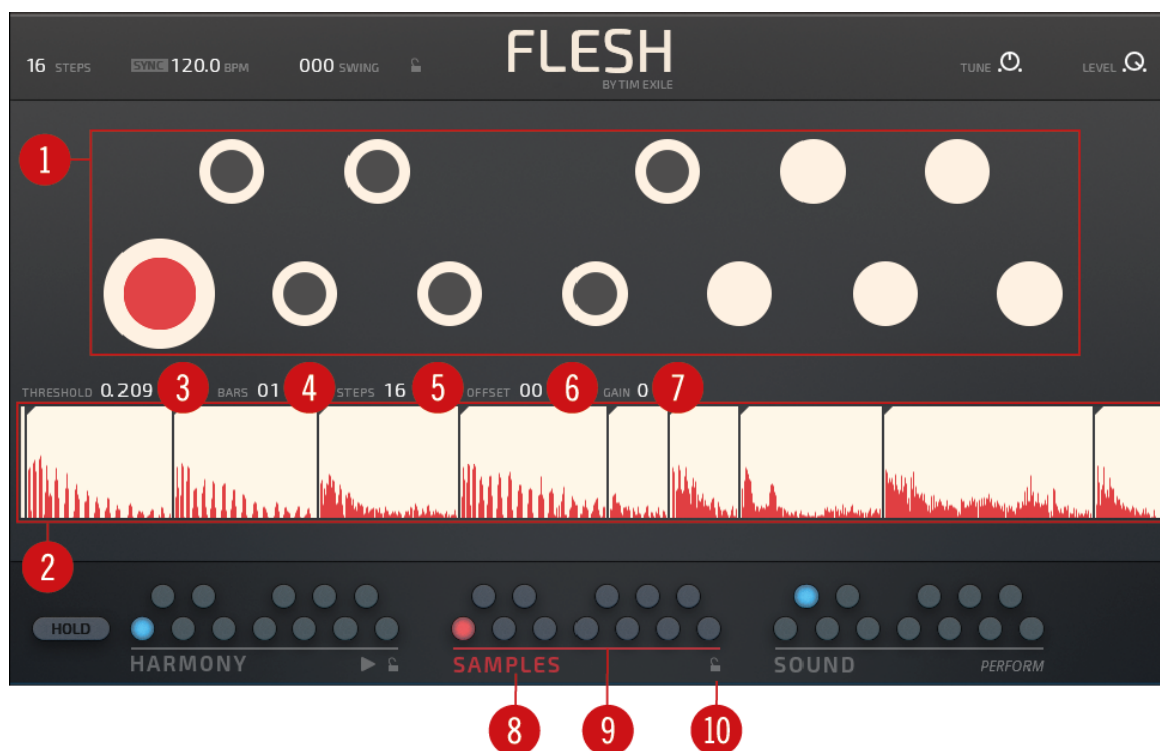 16 STEPS SYNC 120.0 BPM 000 SWING FLESH TUNE LEVEL
BY TIM EXILE
1
THRESHOLD 0.209 3 BARS 01 4 STEPS 16 5 OFFSET 00 6 GAIN 0 7
2
HOLD
HARMONY SAMPLES SOUND PERFORM
8 9 10